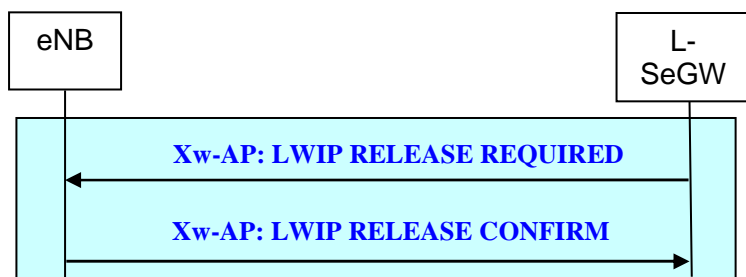 eNB
L-
SeGW
Xw-AP: LWIP RELEASE REQUIRED
Xw-AP: LWIP RELEASE CONFIRM